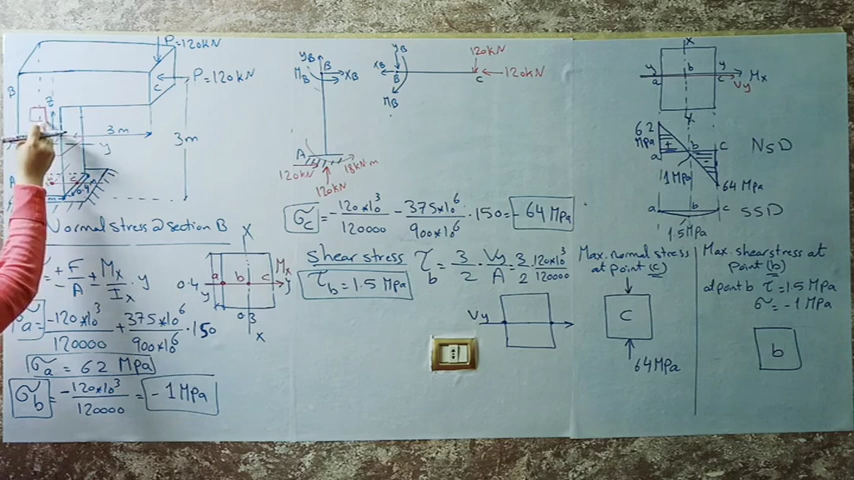 P=120kN
P=120kN
B
C
Z
3m
3m
y
A
Normal stress @ section B
= ± F/A ± Mx/Ix · y
σa = -120*10³/120000 + 375*10⁶/900*10⁶ · 150
σa = 62 MPa
σb = -120*10³/120000 = -1 MPa
X
Mx
a b c
0.4
y
y
0.3
X
yB
MB
B
XB
A
120kN
18kN·m
120kN
yB
XB
B
MB
120kN
C
120kN
σc = -120*10³/120000 - 375*10⁶/900*10⁶ · 150 = -64 MPa
Shear stress
τb = 3/2 · Vy/A = 3/2 120*10³/120000
τb = 1.5 MPa
Vy
X
y
y
a
b
c
Mx
Vy
X
62
MPa
+
a
b
c
NSD
1 MPa
64 MPa
a
b
c
SSD
1.5 MPa
Max. normal stress
at point (c)
C
64 MPa
Max. shear stress at
Point (b)
at point b τ = 1.5 MPa
σ = -1 MPa
b